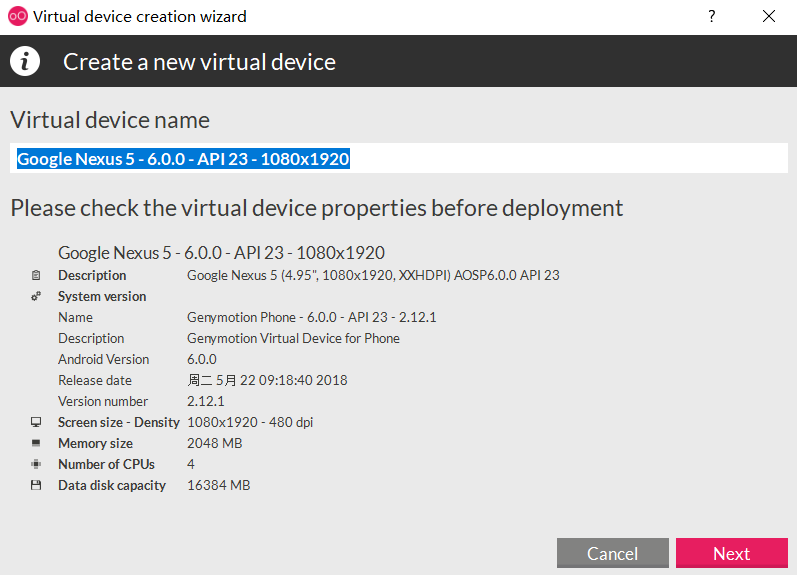 Virtual device creation wizard
Create a new virtual device
Virtual device name
Google Nexus 5 - 6.0.0 - API 23 - 1080x1920
Please check the virtual device properties before deployment
Google Nexus 5 - 6.0.0 - API 23 - 1080x1920
Description Google Nexus 5 (4.95", 1080x1920, XXHDPI) AOSP6.0.0 API 23
System version
Name Genymotion Phone - 6.0.0 - API 23 - 2.12.1
Description Genymotion Virtual Device for Phone
Android Version 6.0.0
Release date 周二 5月 22 09:18:40 2018
Version number 2.12.1
Screen size - Density 1080x1920 - 480 dpi
Memory size 2048 MB
Number of CPUs 4
Data disk capacity 16384 MB
Cancel Next